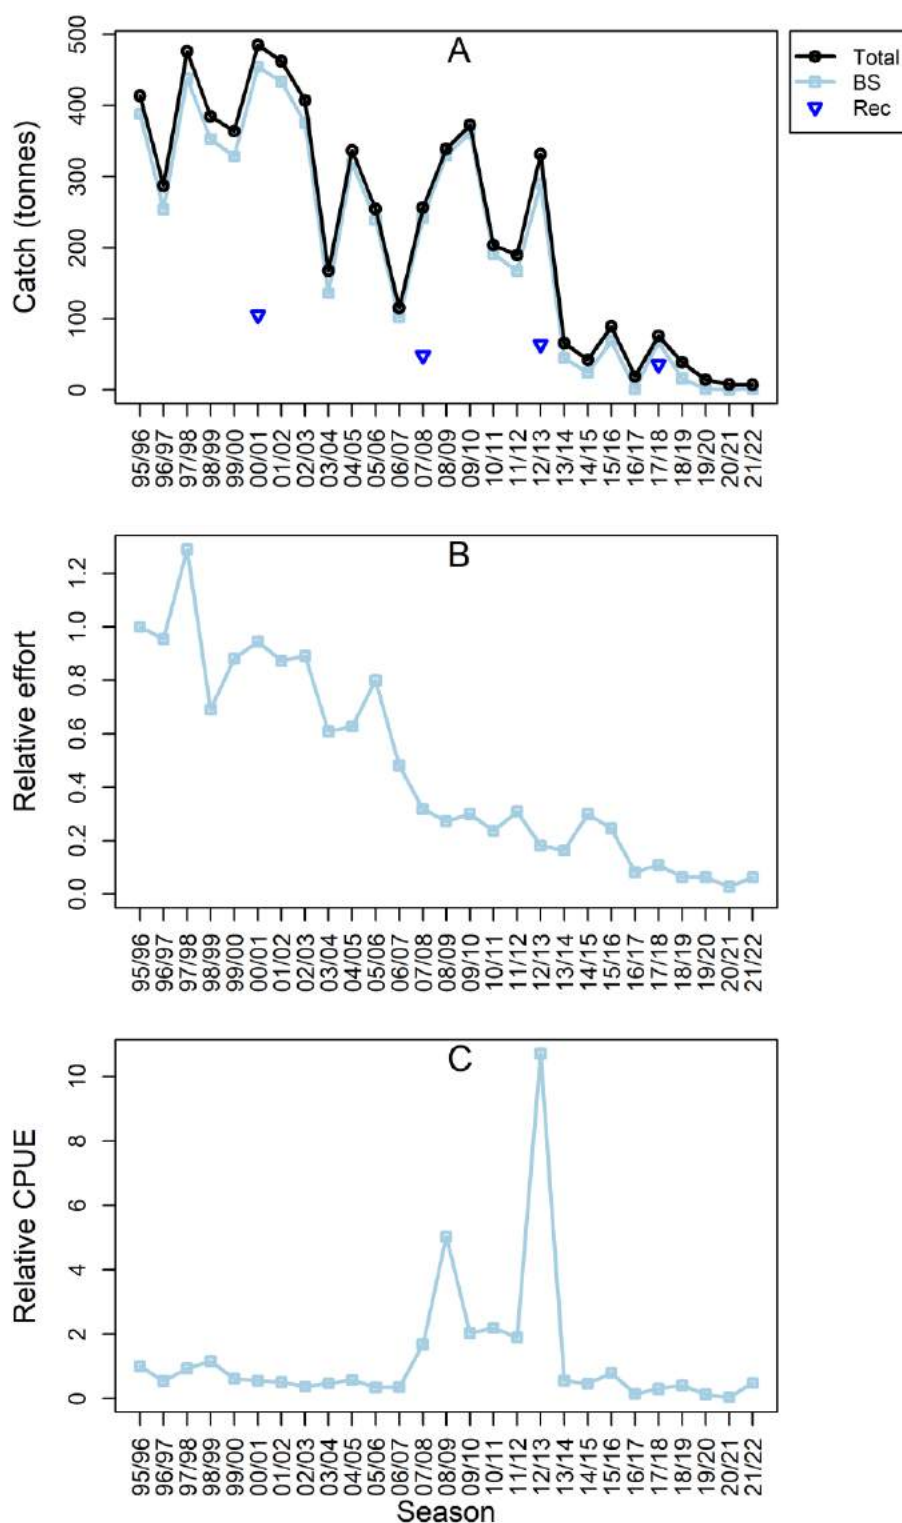 A
Total
BS
Rec
Catch (tonnes)
500
400
300
200
100
0
95/96 96/97 97/98 98/99 99/00 00/01 01/02 02/03 03/04 04/05 05/06 06/07 07/08 08/09 09/10 10/11 11/12 12/13 13/14 14/15 15/16 16/17 17/18 18/19 19/20 20/21 21/22
B
Relative effort
1.2
1.0
0.8
0.6
0.4
0.2
0.0
95/96 96/97 97/98 98/99 99/00 00/01 01/02 02/03 03/04 04/05 05/06 06/07 07/08 08/09 09/10 10/11 11/12 12/13 13/14 14/15 15/16 16/17 17/18 18/19 19/20 20/21 21/22
C
Relative CPUE
10
8
6
4
2
0
95/96 96/97 97/98 98/99 99/00 00/01 01/02 02/03 03/04 04/05 05/06 06/07 07/08 08/09 09/10 10/11 11/12 12/13 13/14 14/15 15/16 16/17 17/18 18/19 19/20 20/21 21/22
Season